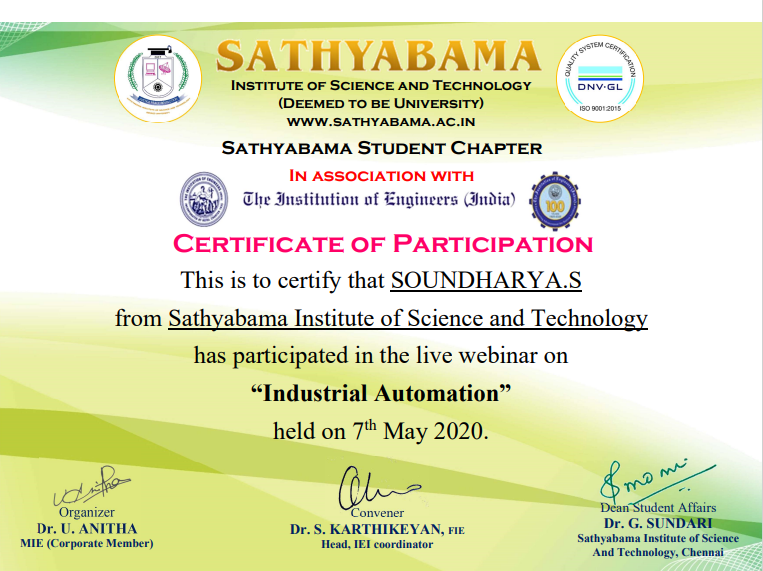 SATHYABAMA
INSTITUTE OF SCIENCE AND TECHNOLOGY
(DEEMED TO BE UNIVERSITY)
WWW.SATHYABAMA.AC.IN
QUALITY SYSTEM CERTIFICATION
DNV·GL
ISO 9001:2015
SATHYABAMA STUDENT CHAPTER
IN ASSOCIATION WITH
The Institution of Engineers (India)
100
CERTIFICATE OF PARTICIPATION
This is to certify that SOUNDHARYA.S
from Sathyabama Institute of Science and Technology
has participated in the live webinar on
“Industrial Automation”
held on 7th May 2020.
Organizer
Dr. U. ANITHA
MIE (Corporate Member)
Convener
Dr. S. KARTHIKEYAN, FIE
Head, IEI coordinator
Dean Student Affairs
Dr. G. SUNDARI
Sathyabama Institute of Science
And Technology, Chennai